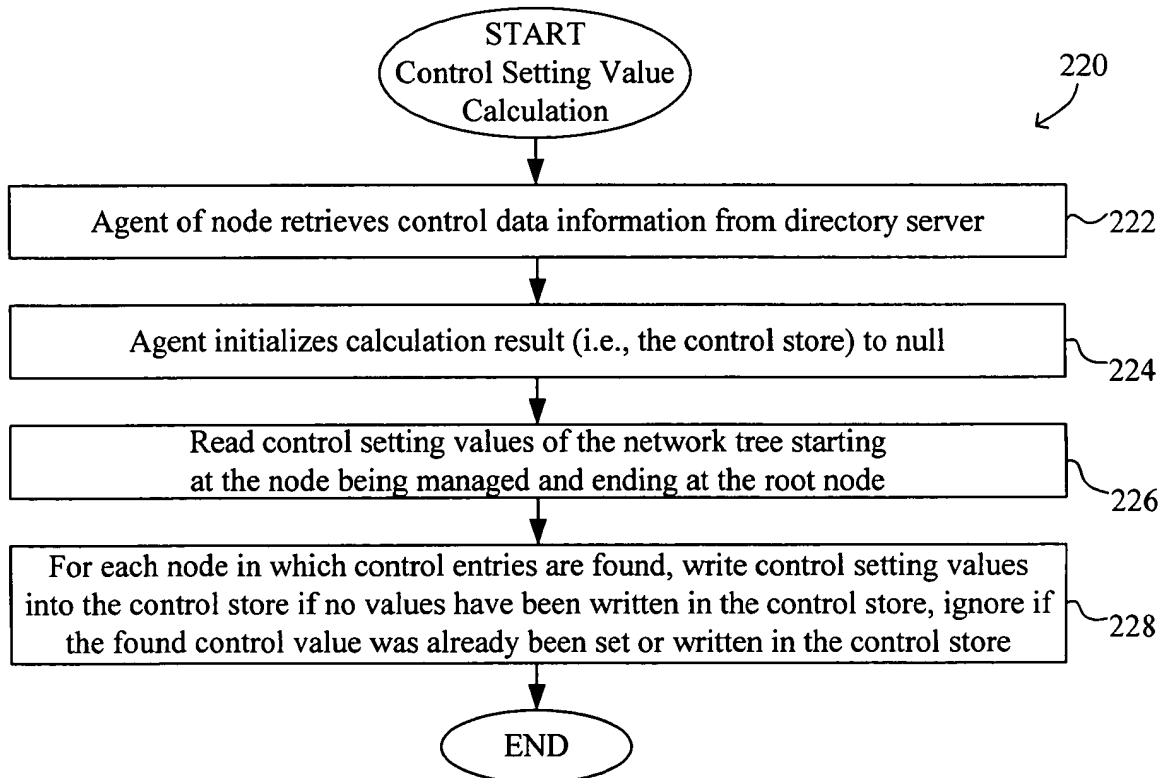 START
Control Setting Value
Calculation
220
Agent of node retrieves control data information from directory server
222
Agent initializes calculation result (i.e., the control store) to null
224
Read control setting values of the network tree starting
at the node being managed and ending at the root node
226
For each node in which control entries are found, write control setting values
into the control store if no values have been written in the control store, ignore if
the found control value was already been set or written in the control store
228
END